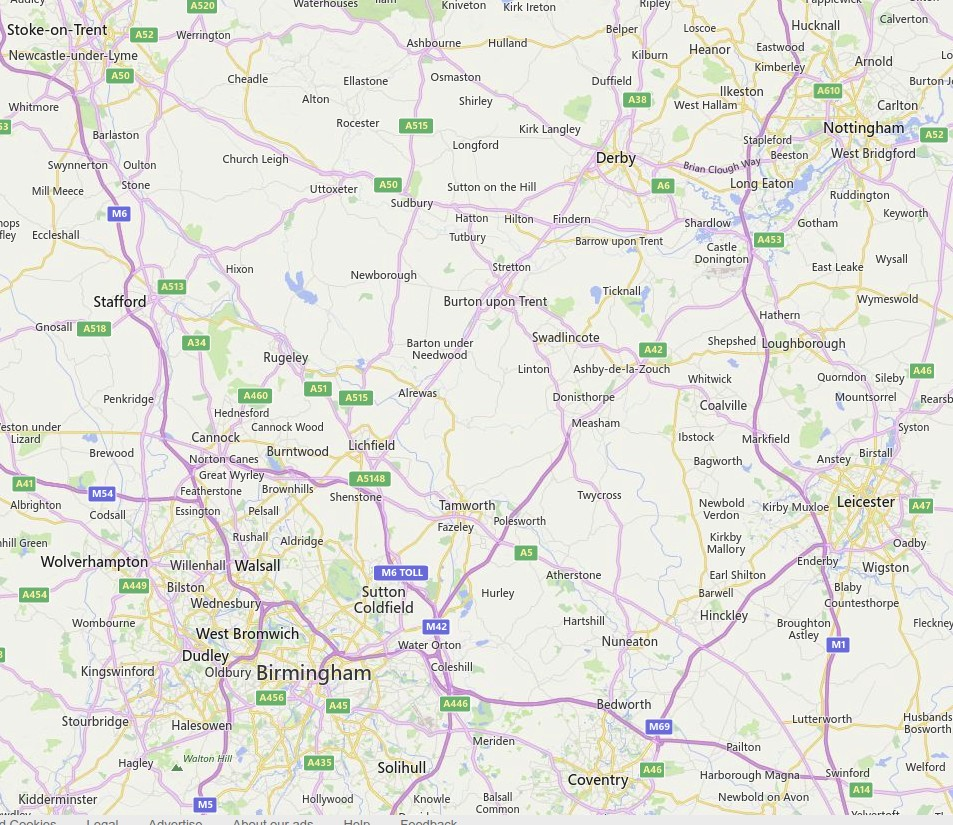 Waterhouses
Ilam
Kniveton
Ripley
Papplewick
A520
Kirk Ireton
Calverton
Stoke-on-Trent
A52
Werrington
Belper
Loscoe
Hucknall
Ashbourne
Hulland
Heanor
Eastwood
Newcastle-under-Lyme
Kilburn
Kimberley
Arnold
A50
Cheadle
Ellastone
Osmaston
Duffield
Ilkeston
A610
Burton
Whitmore
Alton
Shirley
A38
West Hallam
Carlton
Barlaston
Rocester
A515
Kirk Langley
Nottingham
A52
Longford
Stapleford
Church Leigh
Derby
Beeston
West Bridgford
Swynnerton
Oulton
Brian Clough Way
Mill Meece
Stone
Uttoxeter
A50
Sutton on the Hill
A6
Long Eaton
Ruddington
Sudbury
M6
Hatton
Hilton
Findern
Shardlow
Gotham
Keyworth
Eccleshall
Tutbury
Barrow upon Trent
A453
Castle
Donington
Wysall
Hixon
Newborough
Stretton
East Leake
Stafford
A513
Burton upon Trent
Ticknall
Wymeswold
Gnosall
A518
Hathern
A34
Barton under
Needwood
Swadlincote
Shepshed
Loughborough
Rugeley
A42
Linton
Ashby-de-la-Zouch
Whitwick
Quorndon
Sileby
A46
Penkridge
A460
A51
A515
Alrewas
Donisthorpe
Coalville
Mountsorrel
Rearsb
Hednesford
Cannock Wood
Measham
Syston
eston under
Lizard
Cannock
Lichfield
Ibstock
Markfield
Brewood
Burntwood
Birstall
Norton Canes
Bagworth
Anstey
A41
M54
Great Wyrley
A5148
Featherstone
Brownhills
Shenstone
Twycross
Albrighton
Codsall
Essington
Pelsall
Tamworth
Newbold
Verdon
Kirby Muxloe
Leicester
A47
Fazeley
Polesworth
nhill Green
Rushall
Aldridge
Kirkby
Mallory
Oadby
Wolverhampton
Willenhall
Walsall
A5
Enderby
Wigston
M6 TOLL
Atherstone
Earl Shilton
A454
A449
Bilston
Sutton
Coldfield
Hurley
Barwell
Blaby
Wednesbury
Countesthorpe
Wombourne
Hartshill
Hinckley
Broughton
Astley
Fleckney
West Bromwich
M42
Nuneaton
Water Orton
M1
Dudley
Kingswinford
Oldbury
Birmingham
Coleshill
A456
A45
A446
Bedworth
Stourbridge
Halesowen
M69
Lutterworth
Husbands
Bosworth
Meriden
Pailton
Hagley
Walton Hill
A435
Solihull
Coventry
A46
Harborough Magna
Swinford
Welford
A14
Kidderminster
M5
Hollywood
Knowle
Balsall
Common
Newbold on Avon
d Cookies
Legal
Advertise
About our ads
Help
Feedback